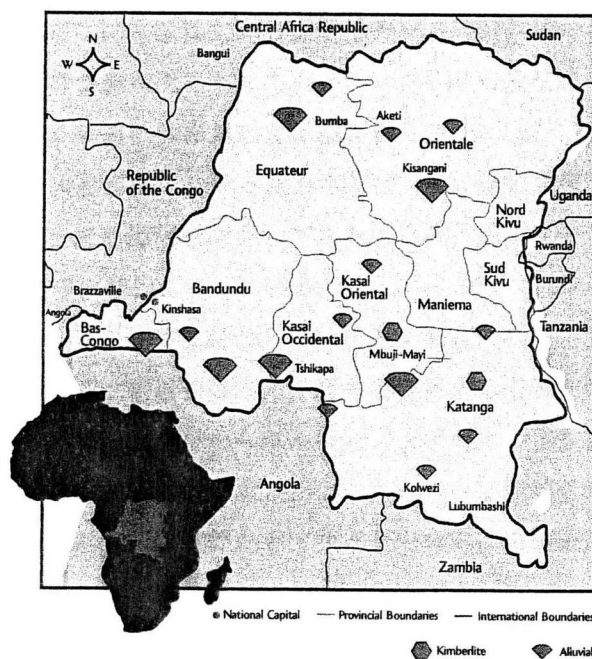 Central Africa Republic
Sudan
N
W E
S
Bangui
Bumba
Aketi
Orientale
Equateur
Kisangani
Republic
of the Congo
Uganda
Nord
Kivu
Rwanda
Sud
Kivu
Burundi
Bandundu
Kasai
Oriental
Maniema
Brazzaville
Kinshasa
Angola
Bas-
Congo
Kasai
Occidental
Tanzania
Mbuji-Mayi
Tshikapa
Katanga
Angola
Kolwezi
Lubumbashi
Zambia
National Capital
Provincial Boundaries
International Boundaries
Kimberlite
Alluvial